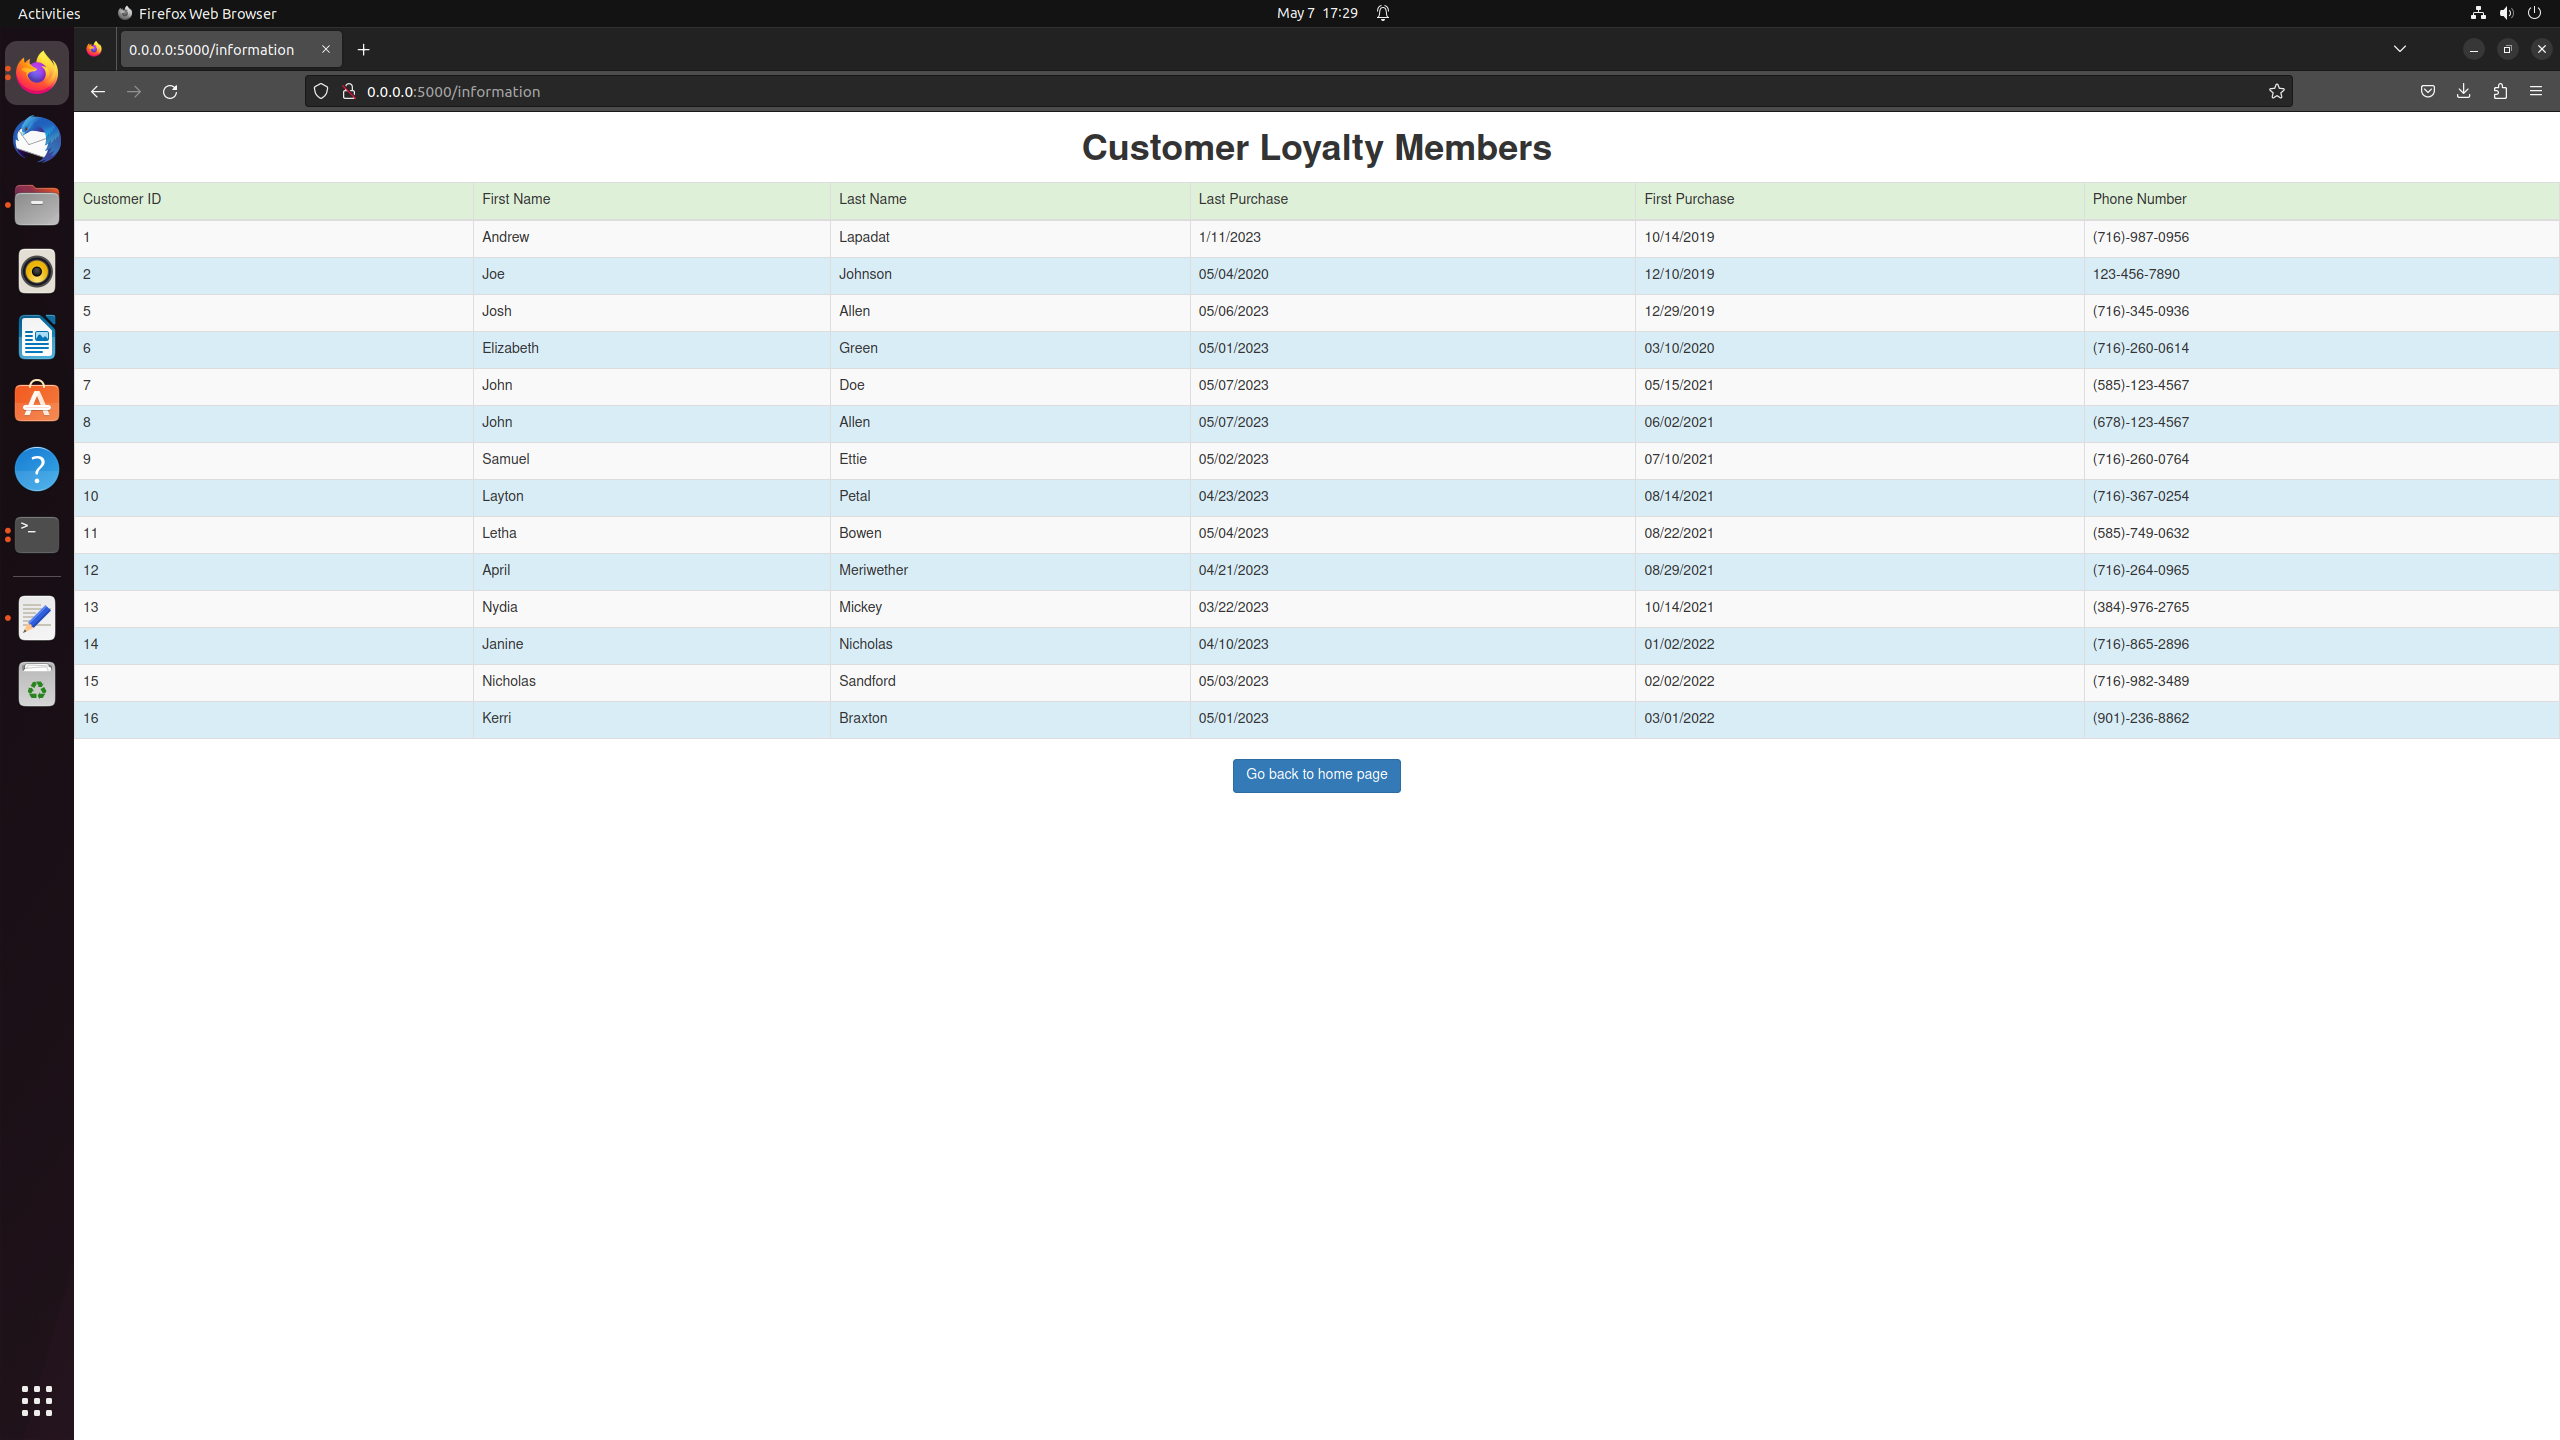 Activities Firefox Web Browser May 7 17:29
0.0.0.0:5000/information
0.0.0.0:5000/information
Customer Loyalty Members
Customer ID First Name Last Name Last Purchase First Purchase Phone Number
1 Andrew Lapadat 1/11/2023 10/14/2019 (716)-987-0956
2 Joe Johnson 05/04/2020 12/10/2019 123-456-7890
5 Josh Allen 05/06/2023 12/29/2019 (716)-345-0936
6 Elizabeth Green 05/01/2023 03/10/2020 (716)-260-0614
7 John Doe 05/07/2023 05/15/2021 (585)-123-4567
8 John Allen 05/07/2023 06/02/2021 (678)-123-4567
9 Samuel Ettie 05/02/2023 07/10/2021 (716)-260-0764
10 Layton Petal 04/23/2023 08/14/2021 (716)-367-0254
11 Letha Bowen 05/04/2023 08/22/2021 (585)-749-0632
12 April Meriwether 04/21/2023 08/29/2021 (716)-264-0965
13 Nydia Mickey 03/22/2023 10/14/2021 (384)-976-2765
14 Janine Nicholas 04/10/2023 01/02/2022 (716)-865-2896
15 Nicholas Sandford 05/03/2023 02/02/2022 (716)-982-3489
16 Kerri Braxton 05/01/2023 03/01/2022 (901)-236-8862
Go back to home page